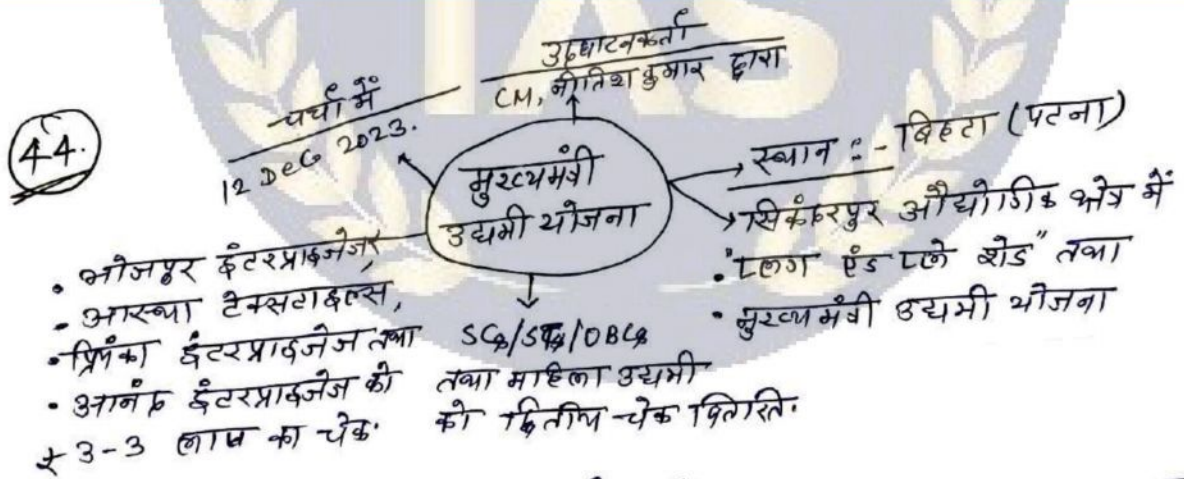 44.
चर्चा में
12 Dec 2023.
उद्घाटनकर्ता
CM, नीतिश कुमार द्वारा
मुख्यमंत्री
उद्यमी योजना
स्थान :- बिहटा (पटना)
सिकंदरपुर औद्योगिक क्षेत्र में
• "प्लग एंड प्ले शेड" तथा
• मुख्यमंत्री उद्यमी योजना
• भोजपुर इंटरप्राइजेज,
• आस्था टेक्सटाइल्स,
• प्रियंका इंटरप्राइजेज तथा
• आनंद इंटरप्राइजेज को
₹ 3-3 लाख का चेक.
SCs/STs/OBCs
तथा महिला उद्यमी
को द्वितीय चेक वितरित.
IAS